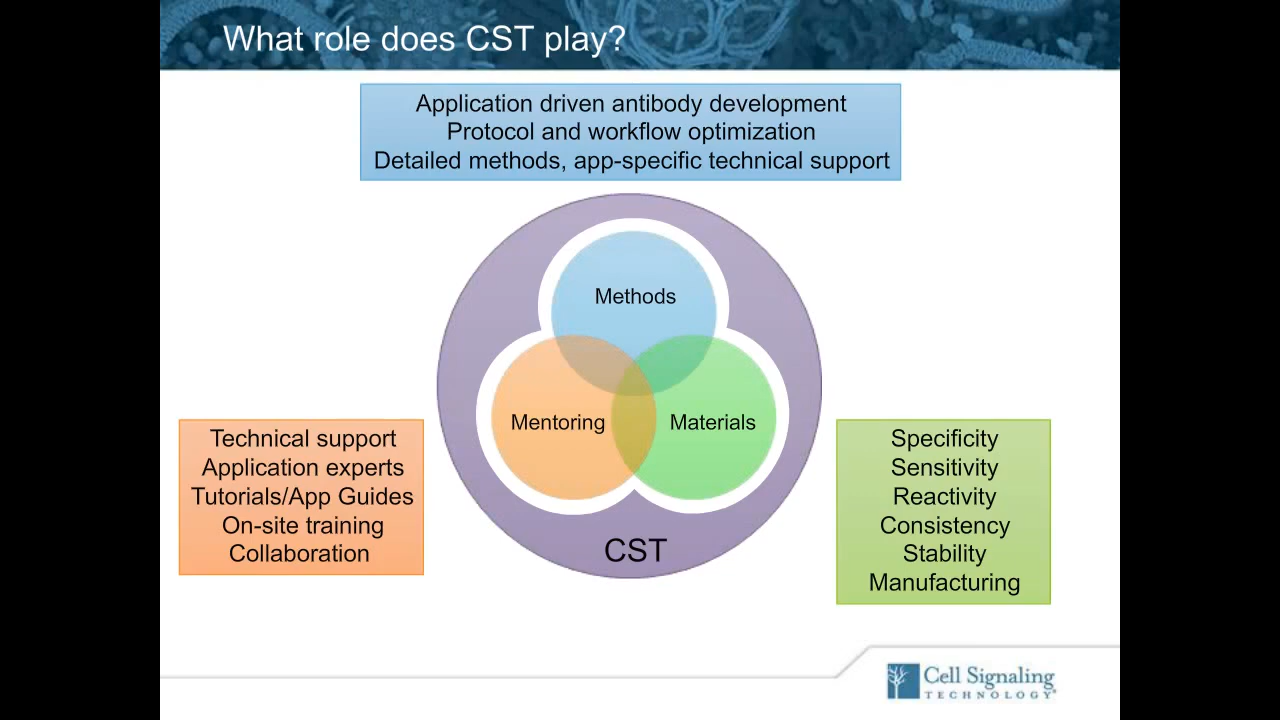 What role does CST play?
Application driven antibody development
Protocol and workflow optimization
Detailed methods, app-specific technical support
Methods
Mentoring
Materials
CST
Technical support
Application experts
Tutorials/App Guides
On-site training
Collaboration
Specificity
Sensitivity
Reactivity
Consistency
Stability
Manufacturing
Cell Signaling
TECHNOLOGY®